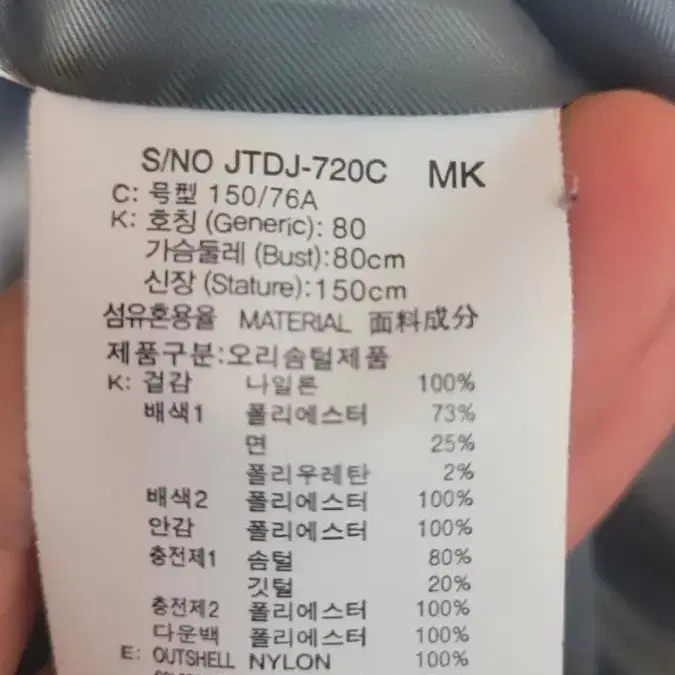 S/NO JTDJ-720C MK
C: 号型 150/76A
K: 호칭 (Generic): 80
가슴둘레 (Bust):80cm
신장 (Stature):150cm
섬유혼용율 MATERIAL 面料成分
제품구분:오리솜털제품
K: 겉감 나일론 100%
배색1 폴리에스터 73%
면 25%
폴리우레탄 2%
배색2 폴리에스터 100%
안감 폴리에스터 100%
충전제1 솜털 80%
깃털 20%
충전제2 폴리에스터 100%
다운백 폴리에스터 100%
E: OUTSHELL NYLON 100%